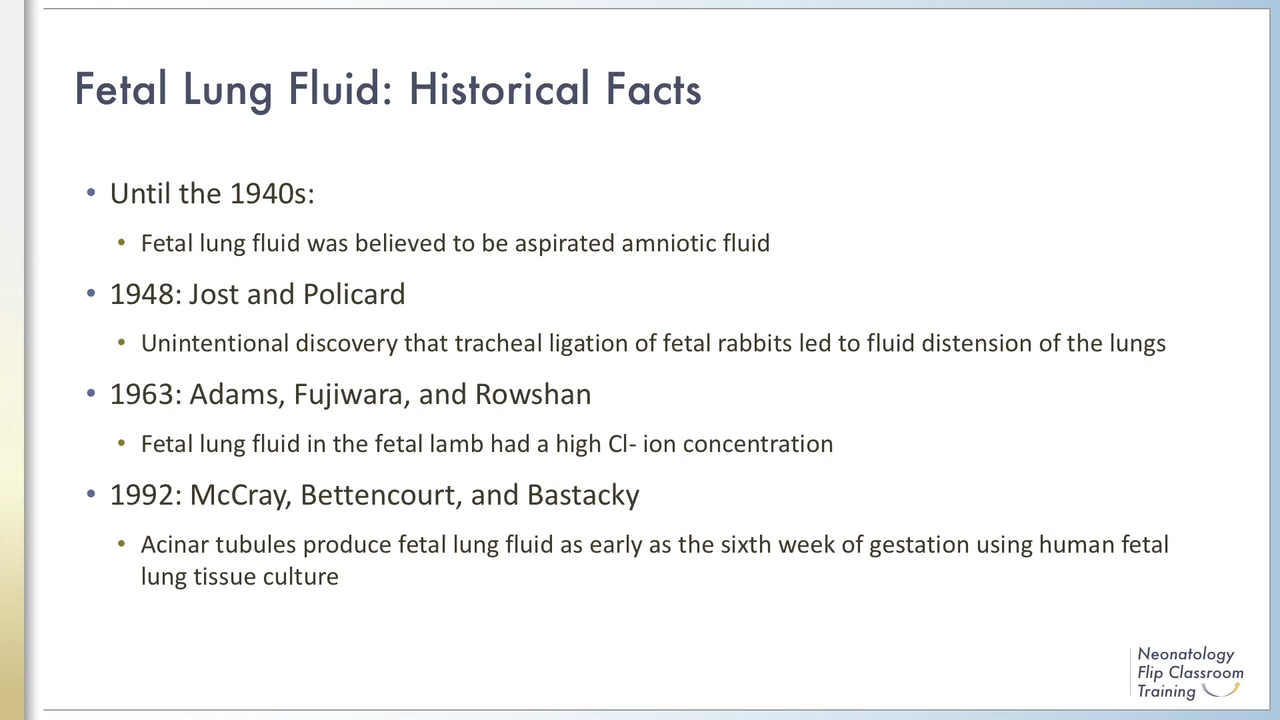 Fetal Lung Fluid: Historical Facts
• Until the 1940s:
• Fetal lung fluid was believed to be aspirated amniotic fluid
• 1948: Jost and Policard
• Unintentional discovery that tracheal ligation of fetal rabbits led to fluid distension of the lungs
• 1963: Adams, Fujiwara, and Rowshan
• Fetal lung fluid in the fetal lamb had a high Cl- ion concentration
• 1992: McCray, Bettencourt, and Bastacky
• Acinar tubules produce fetal lung fluid as early as the sixth week of gestation using human fetal
lung tissue culture
Neonatology
Flip Classroom
Training